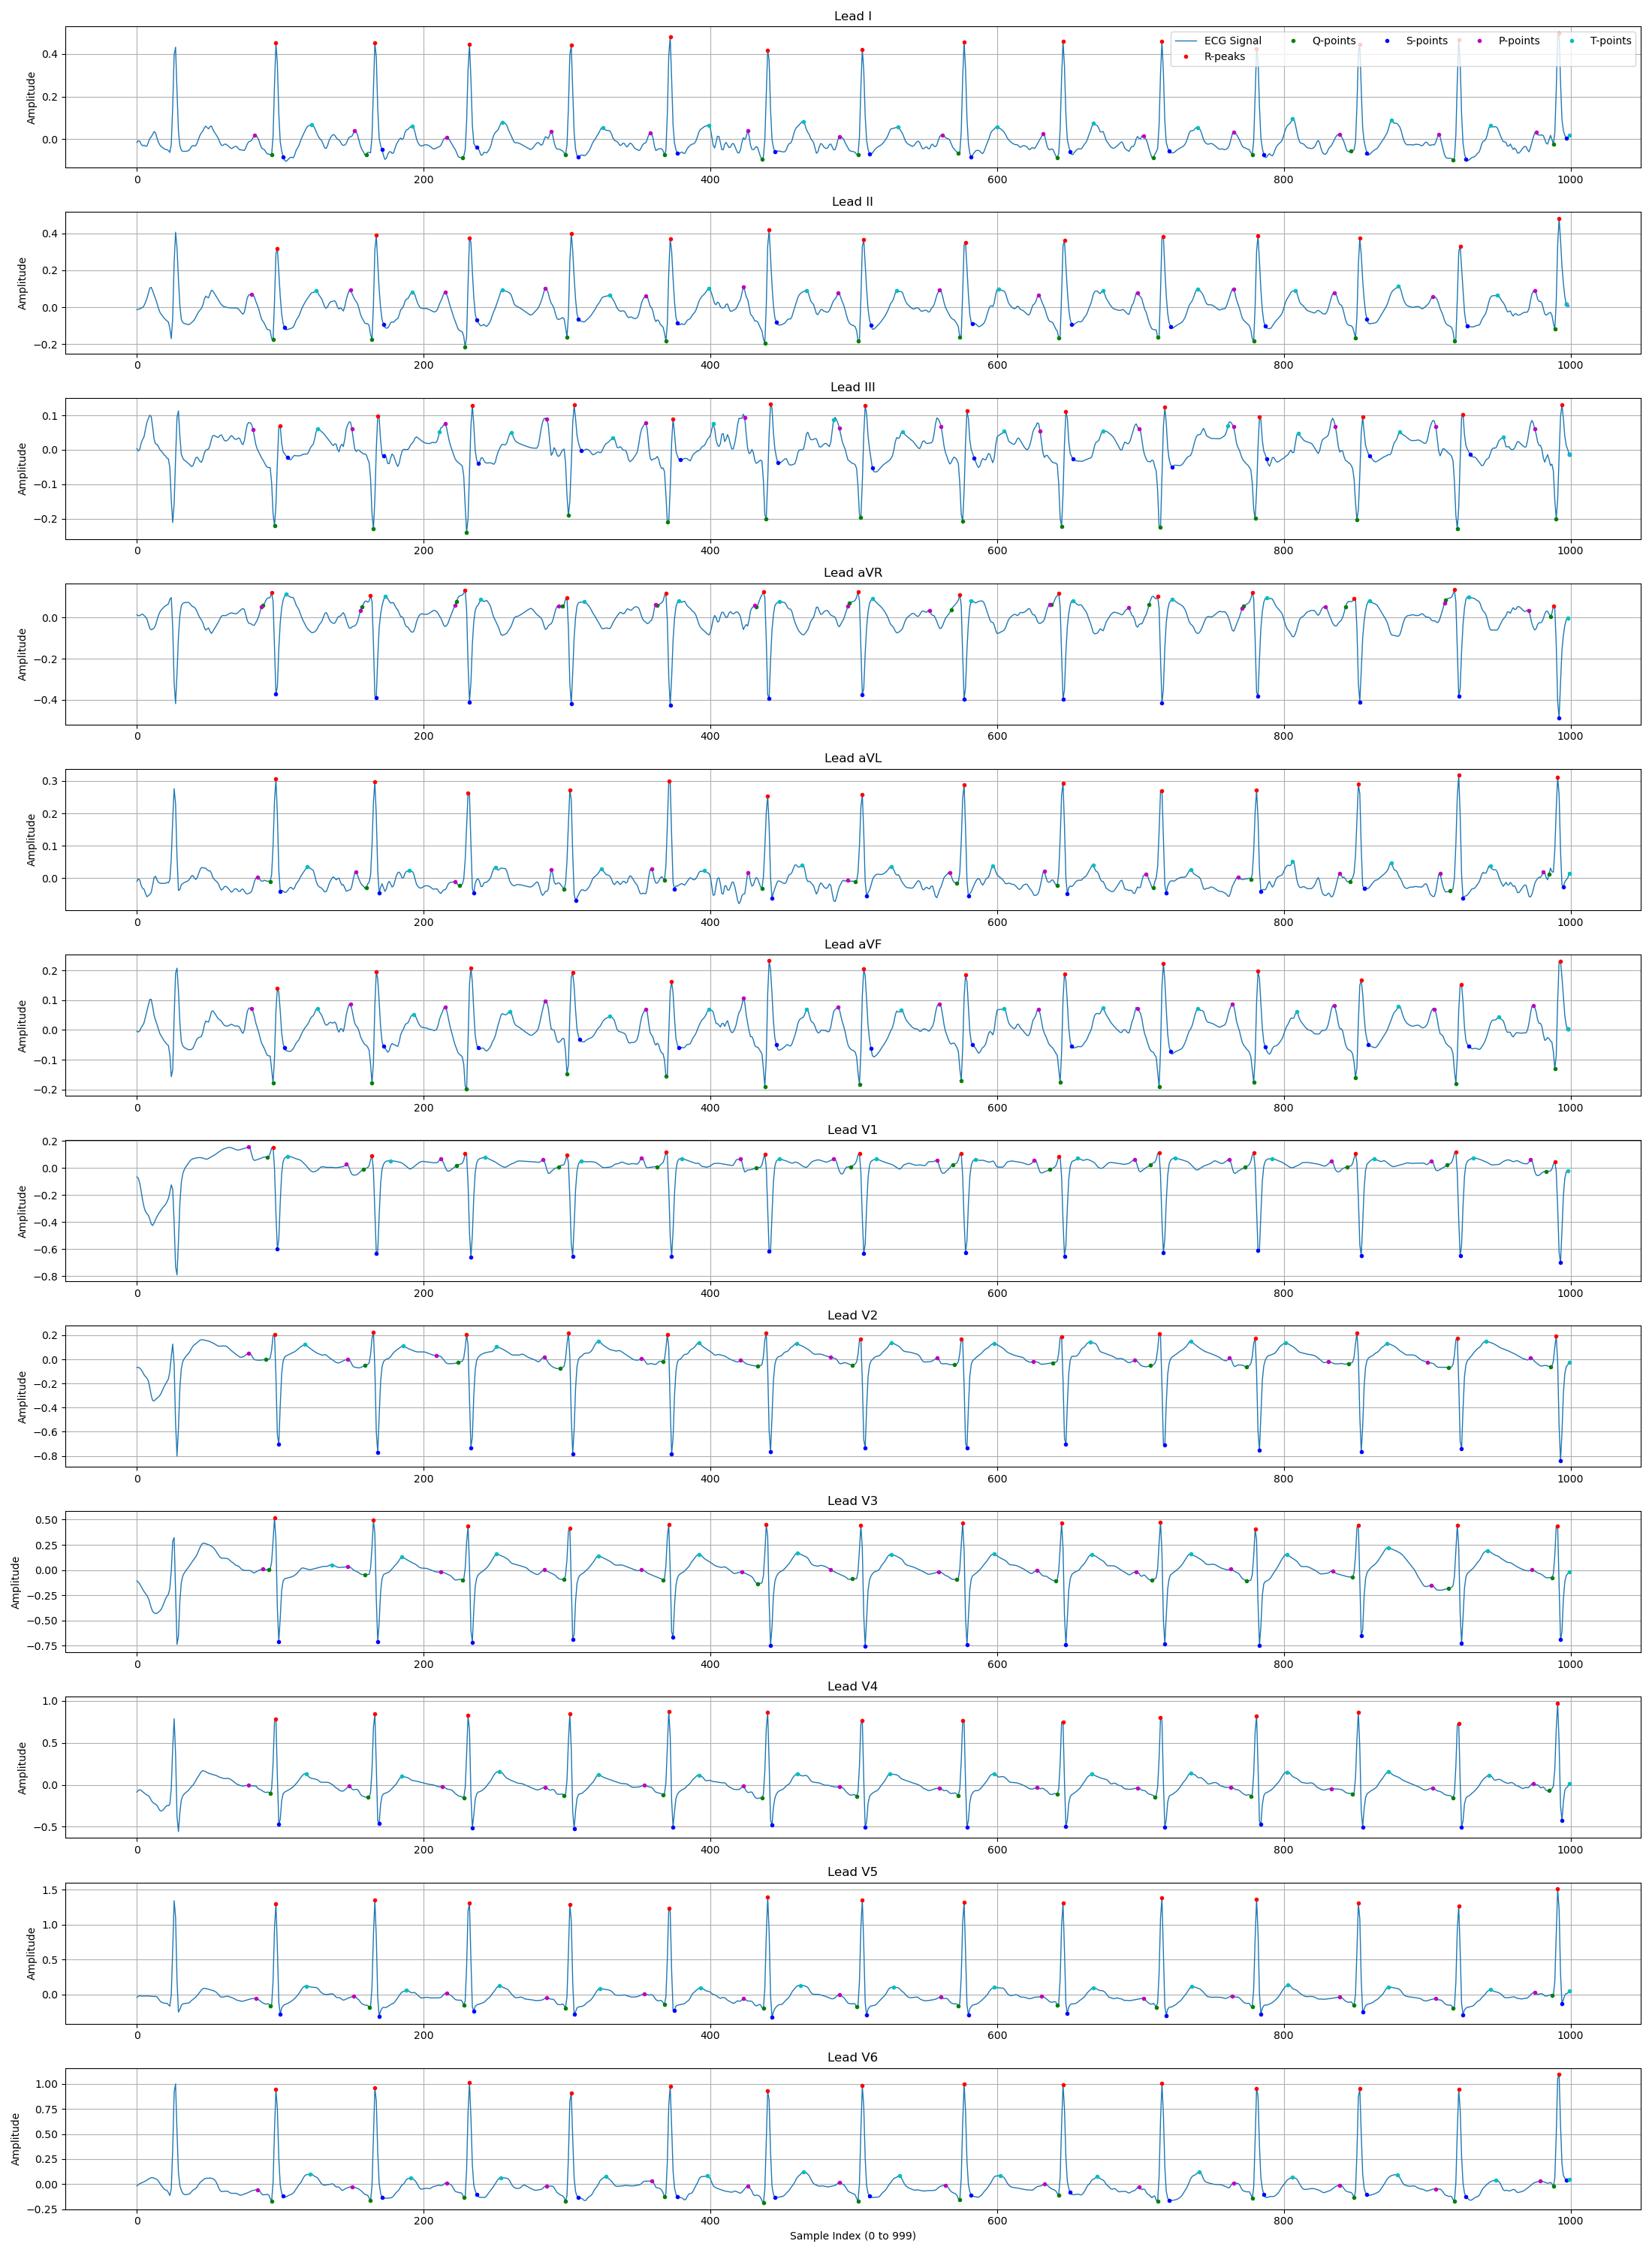 Lead I
Amplitude
0.4
0.2
0.0
ECG Signal
R-peaks
Q-points
S-points
P-points
T-points
0 200 400 600 800 1000
Lead II
Amplitude
0.4
0.2
0.0
−0.2
0 200 400 600 800 1000
Lead III
Amplitude
0.1
0.0
−0.1
−0.2
0 200 400 600 800 1000
Lead aVR
Amplitude
0.0
−0.2
−0.4
0 200 400 600 800 1000
Lead aVL
Amplitude
0.3
0.2
0.1
0.0
0 200 400 600 800 1000
Lead aVF
Amplitude
0.2
0.1
0.0
−0.1
−0.2
0 200 400 600 800 1000
Lead V1
Amplitude
0.2
0.0
−0.2
−0.4
−0.6
−0.8
0 200 400 600 800 1000
Lead V2
Amplitude
0.2
0.0
−0.2
−0.4
−0.6
−0.8
0 200 400 600 800 1000
Lead V3
Amplitude
0.50
0.25
0.00
−0.25
−0.50
−0.75
0 200 400 600 800 1000
Lead V4
Amplitude
1.0
0.5
0.0
−0.5
0 200 400 600 800 1000
Lead V5
Amplitude
1.5
1.0
0.5
0.0
0 200 400 600 800 1000
Lead V6
Amplitude
1.00
0.75
0.50
0.25
0.00
−0.25
0 200 400 600 800 1000
Sample Index (0 to 999)